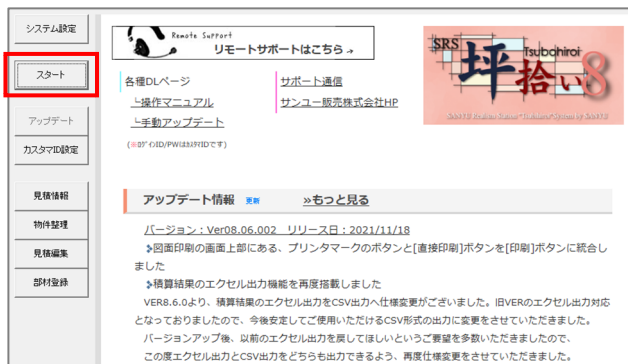 システム設定
スタート
アップデート
カスタマID設定
見積情報
物件整理
見積編集
部材登録
Remote Support
リモートサポートはこちら
各種DLページ
└操作マニュアル
└手動アップデート
(※ﾛｸﾞｲﾝID/PWはｶｽﾀﾏIDです)
サポート通信
サンユー販売株式会社HP
SRS
Tsubohiroi
坪拾い8
アップデート情報 更新 ≫もっと見る
バージョン：Ver08.06.002 リリース日：2021/11/18
図面印刷の画面上部にある、プリンタマークのボタンと[直接印刷]ボタンを[印刷]ボタンに統合し
ました
積算結果のエクセル出力機能を再度搭載しました
VER8.6.0より、積算結果のエクセル出力をCSV出力へ仕様変更がございました。旧VERのエクセル出力対応
となっておりましたので、今後安定してご使用いただけるCSV形式の出力に変更をさせていただきました。
バージョンアップ後、以前のエクセル出力を戻してほしいというご要望を多数いただきましたので、
この度エクセル出力とCSV出力をどちらも出力できるよう、再度仕様変更をさせていただきました。